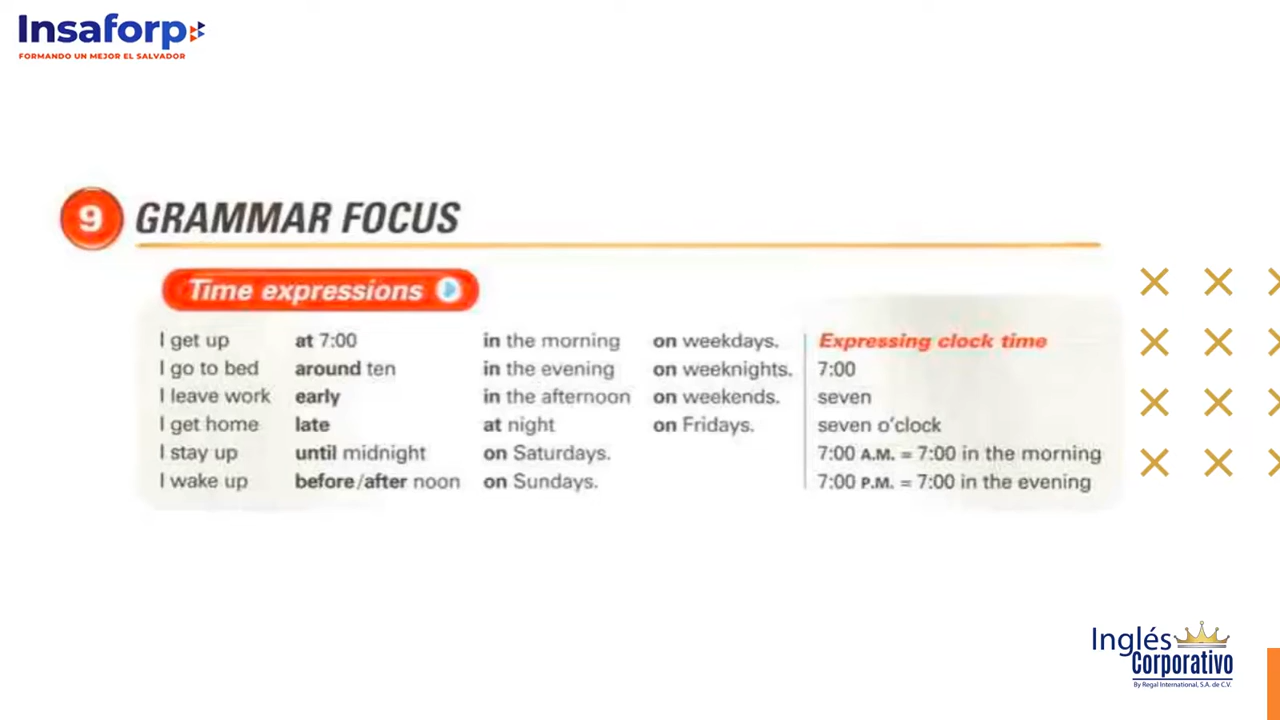 Insaforp
FORMANDO UN MEJOR EL SALVADOR
9 GRAMMAR FOCUS
Time expressions
I get up at 7:00 in the morning on weekdays.
I go to bed around ten in the evening on weeknights.
I leave work early in the afternoon on weekends.
I get home late at night on Fridays.
I stay up until midnight on Saturdays.
I wake up before/after noon on Sundays.
Expressing clock time
7:00
seven
seven o'clock
7:00 A.M. = 7:00 in the morning
7:00 P.M. = 7:00 in the evening
Inglés
Corporativo
By Regal International, S.A. de C.V.